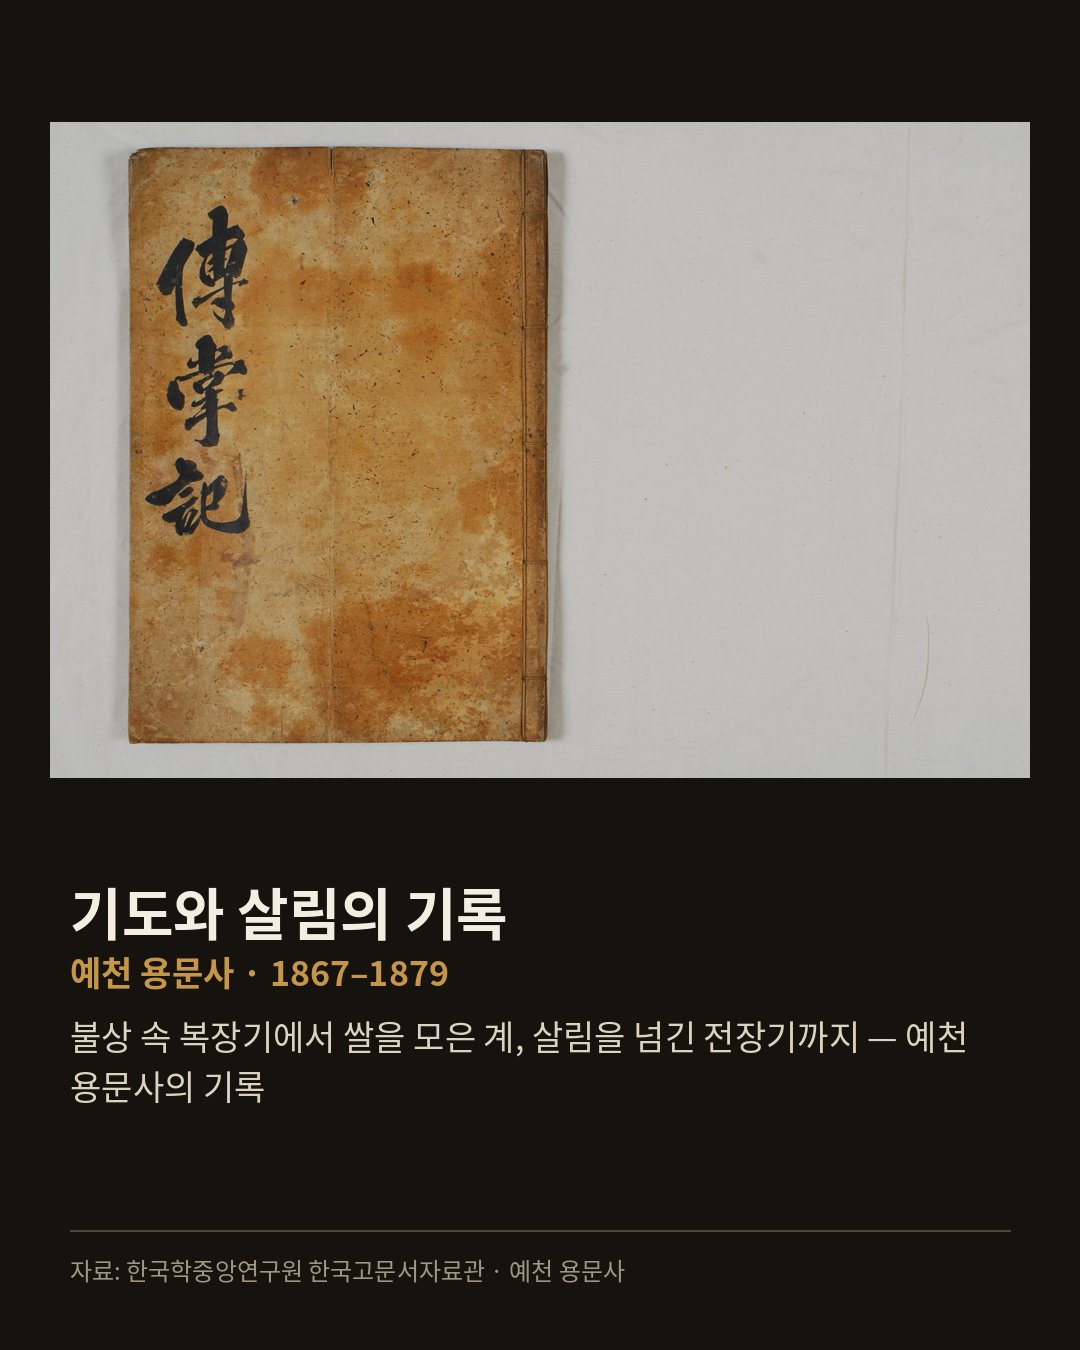 傳掌記
기도와 살림의 기록
예천 용문사 · 1867–1879
불상 속 복장기에서 쌀을 모은 계, 살림을 넘긴 전장기까지 — 예천
용문사의 기록
자료: 한국학중앙연구원 한국고문서자료관 · 예천 용문사